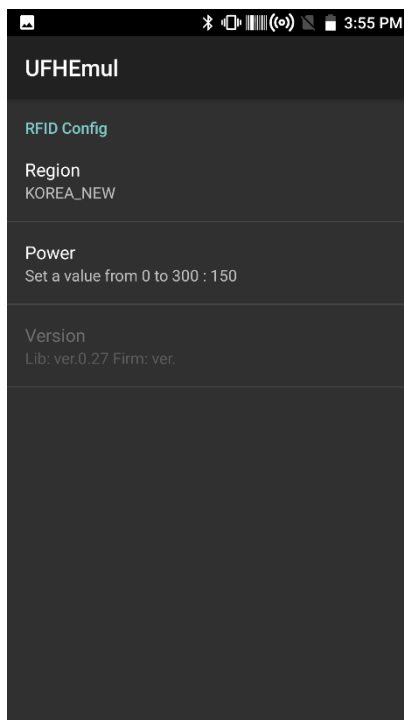 3:55 PM
UFHEmul
RFID Config
Region
KOREA_NEW
Power
Set a value from 0 to 300 : 150
Version
Lib: ver.0.27 Firm: ver.